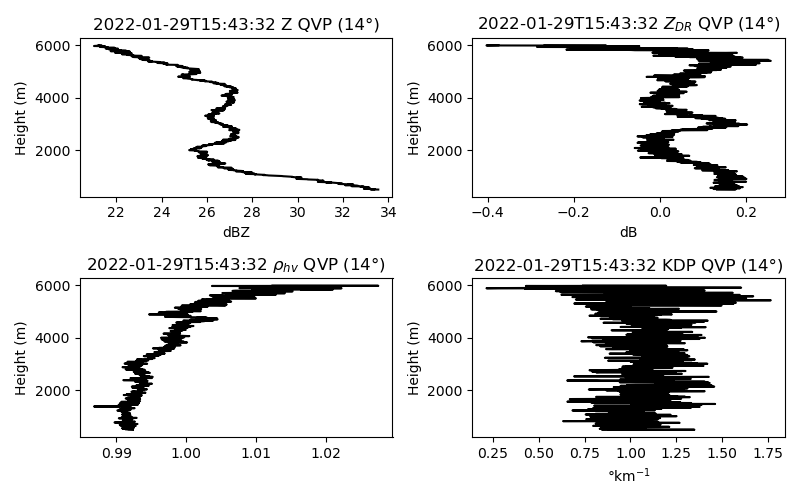 2022-01-29T15:43:32 Z QVP (14°)
6000
4000
2000
Height (m)
22 24 26 28 30 32 34
dBZ
2022-01-29T15:43:32 Z_DR QVP (14°)
6000
4000
2000
Height (m)
−0.4 −0.2 0.0 0.2
dB
2022-01-29T15:43:32 ρ_hv QVP (14°)
6000
4000
2000
Height (m)
0.99 1.00 1.01 1.02
2022-01-29T15:43:32 KDP QVP (14°)
6000
4000
2000
Height (m)
0.25 0.50 0.75 1.00 1.25 1.50 1.75
°km⁻¹